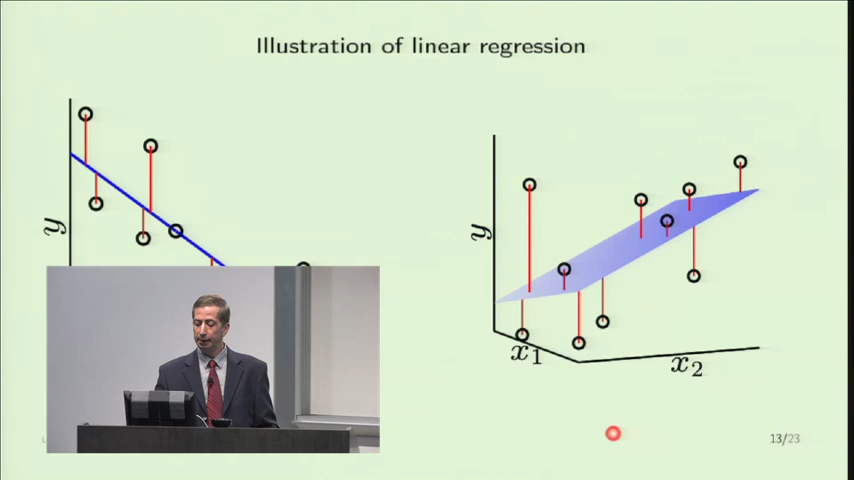 Illustration of linear regression
y
y
x1
x2
13/23